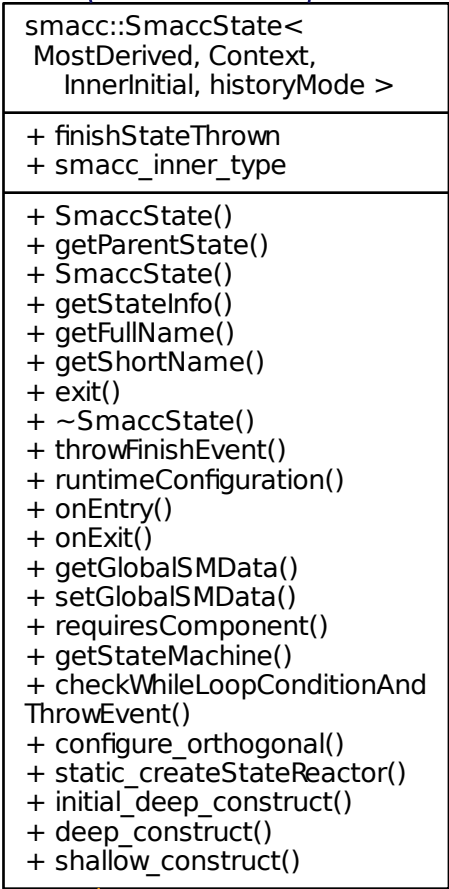 smacc::SmaccState<
MostDerived, Context,
InnerInitial, historyMode >
+ finishStateThrown
+ smacc_inner_type
+ SmaccState()
+ getParentState()
+ SmaccState()
+ getStateInfo()
+ getFullName()
+ getShortName()
+ exit()
+ ~SmaccState()
+ throwFinishEvent()
+ runtimeConfiguration()
+ onEntry()
+ onExit()
+ getGlobalSMData()
+ setGlobalSMData()
+ requiresComponent()
+ getStateMachine()
+ checkWhileLoopConditionAnd
ThrowEvent()
+ configure_orthogonal()
+ static_createStateReactor()
+ initial_deep_construct()
+ deep_construct()
+ shallow_construct()